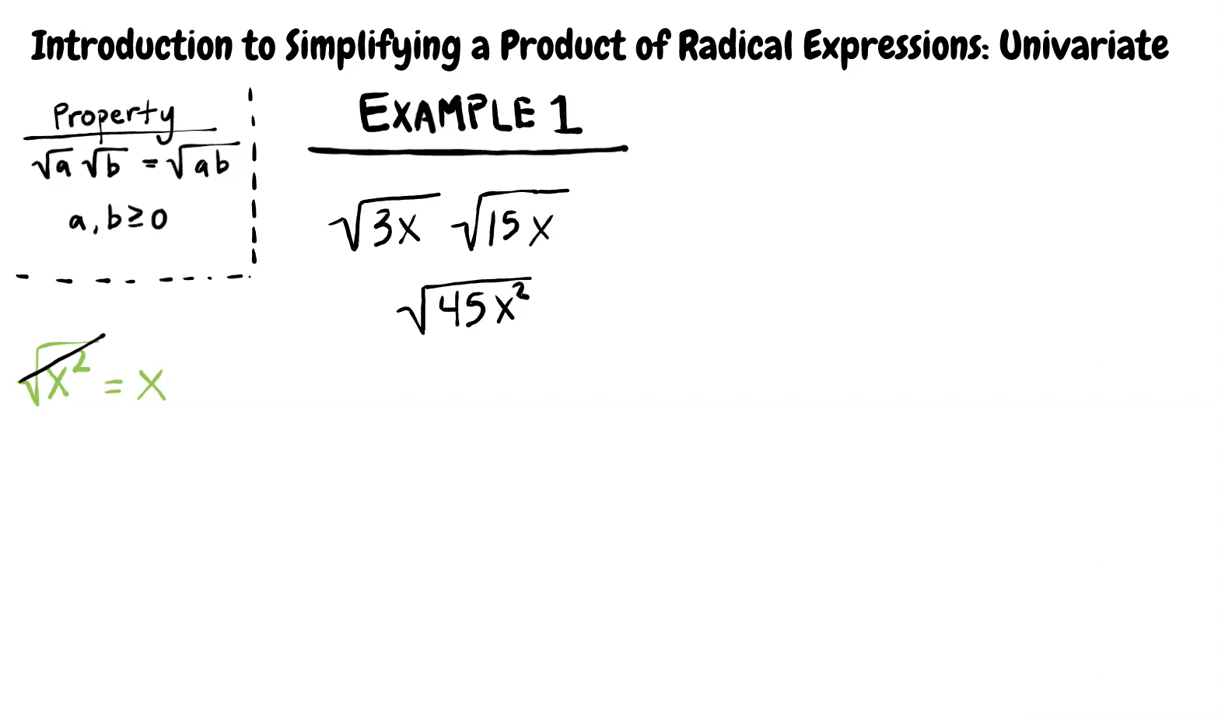 Introduction to Simplifying a Product of Radical Expressions: Univariate
Property
√a √b = √ab
a, b ≥ 0
EXAMPLE 1
√3x √15x
√45x²
√x² = x